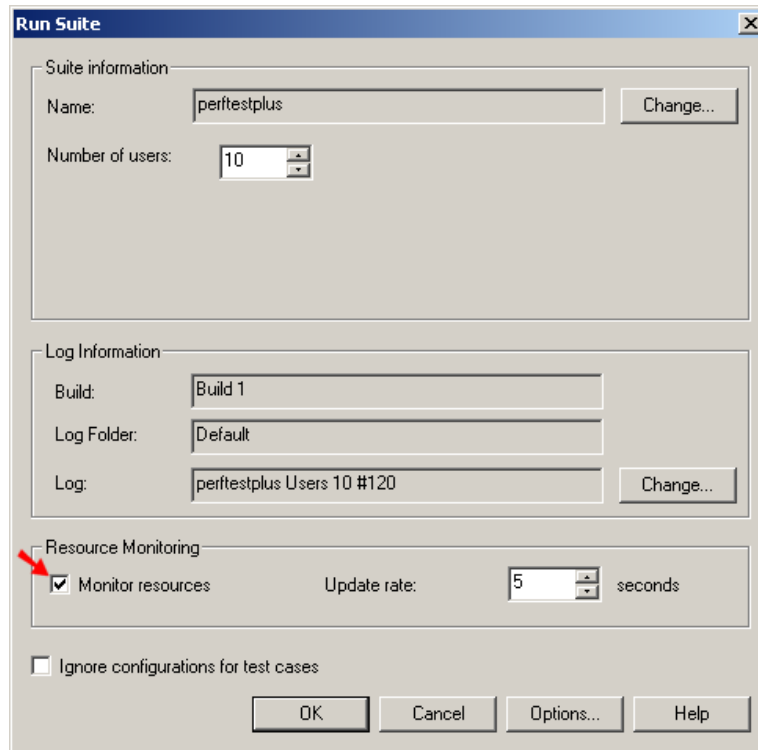 Run Suite
Suite information
Name: perftestplus Change...
Number of users: 10
Log Information
Build: Build 1
Log Folder: Default
Log: perftestplus Users 10 #120 Change...
Resource Monitoring
Monitor resources Update rate: 5 seconds
Ignore configurations for test cases
OK Cancel Options... Help